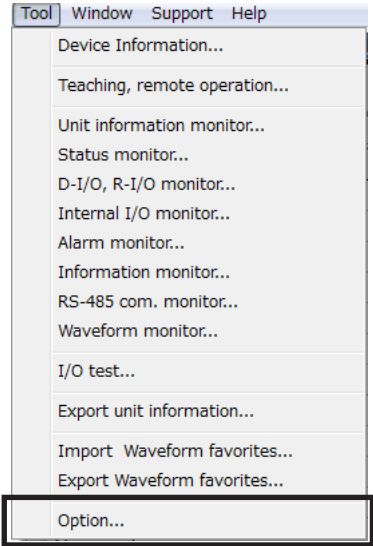 Tool Window Support Help
Device Information...
Teaching, remote operation...
Unit information monitor...
Status monitor...
D-I/O, R-I/O monitor...
Internal I/O monitor...
Alarm monitor...
Information monitor...
RS-485 com. monitor...
Waveform monitor...
I/O test...
Export unit information...
Import  Waveform favorites...
Export Waveform favorites...
Option...